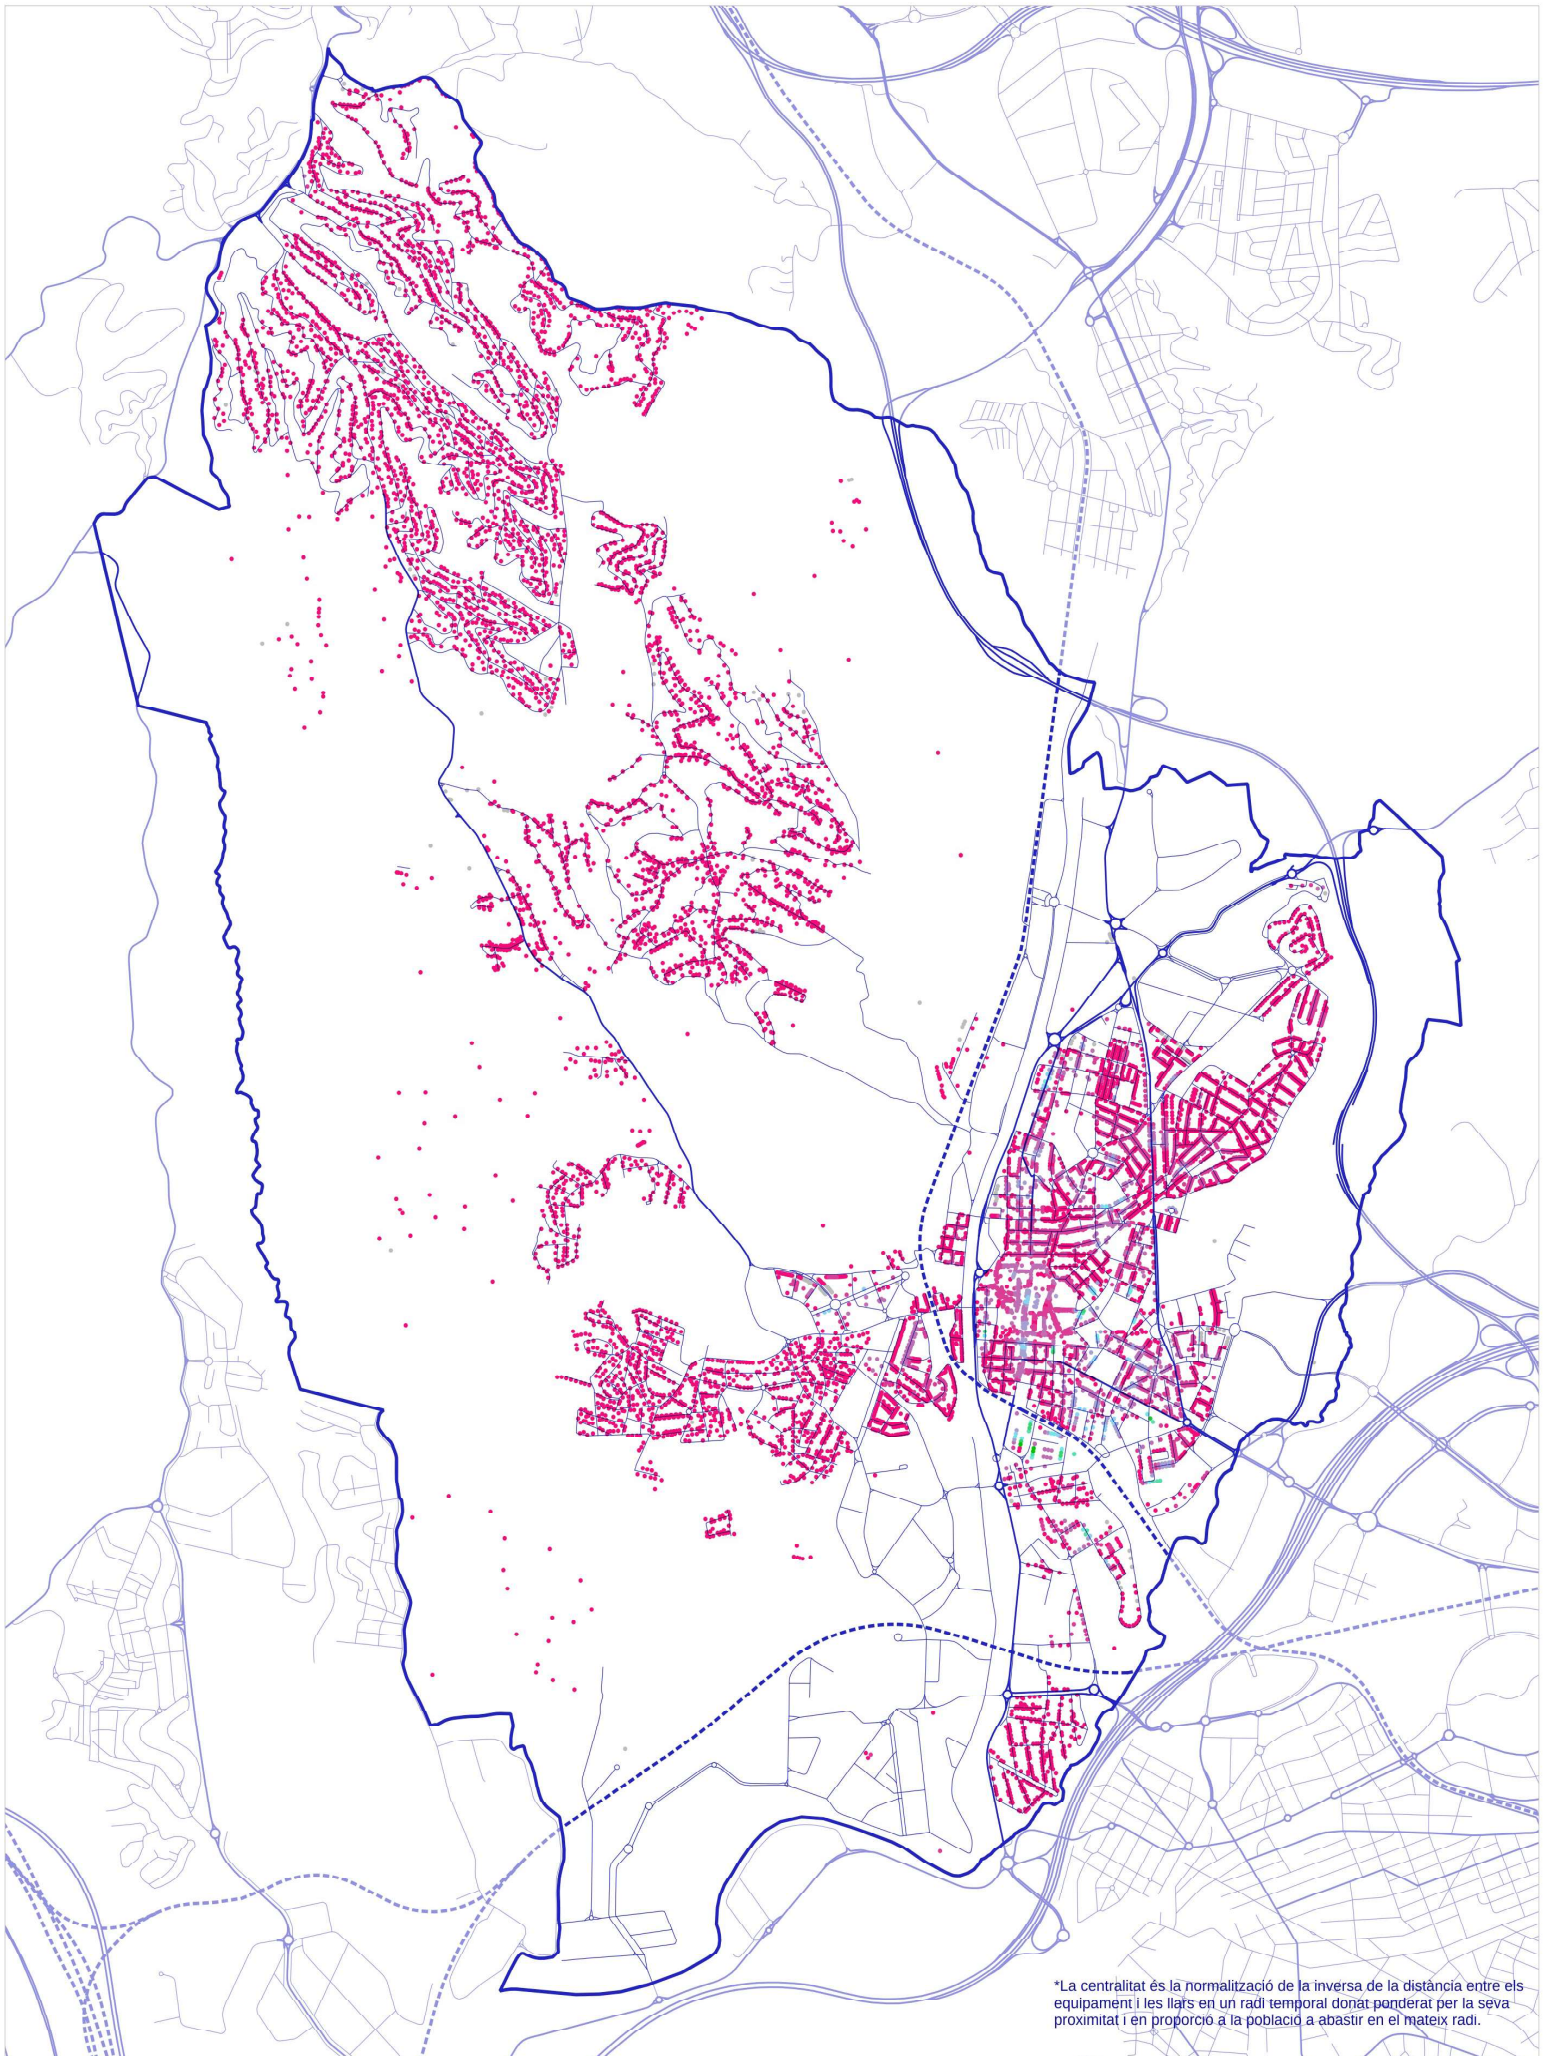 *La centralitat és la normalització de la inversa de la distància entre els
equipament i les llars en un radi temporal donat ponderat per la seva
proximitat i en proporció a la població a abastir en el mateix radi.